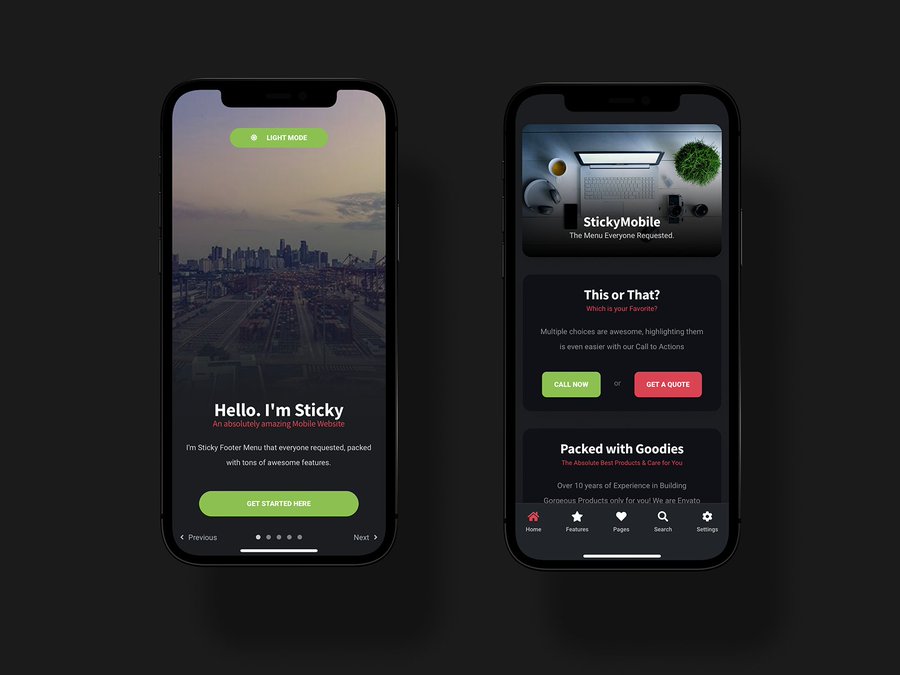 LIGHT MODE
Hello. I'm Sticky
An absolutely amazing Mobile Website
I'm Sticky Footer Menu that everyone requested, packed
with tons of awesome features.
GET STARTED HERE
Previous
Next
StickyMobile
The Menu Everyone Requested.
This or That?
Which is your Favorite?
Multiple choices are awesome, highlighting them
is even easier with our Call to Actions
CALL NOW
or
GET A QUOTE
Packed with Goodies
The Absolute Best Products & Care for You
Over 10 years of Experience in Building
Gorgeous Products only for you! We are Envato
Home
Features
Pages
Search
Settings